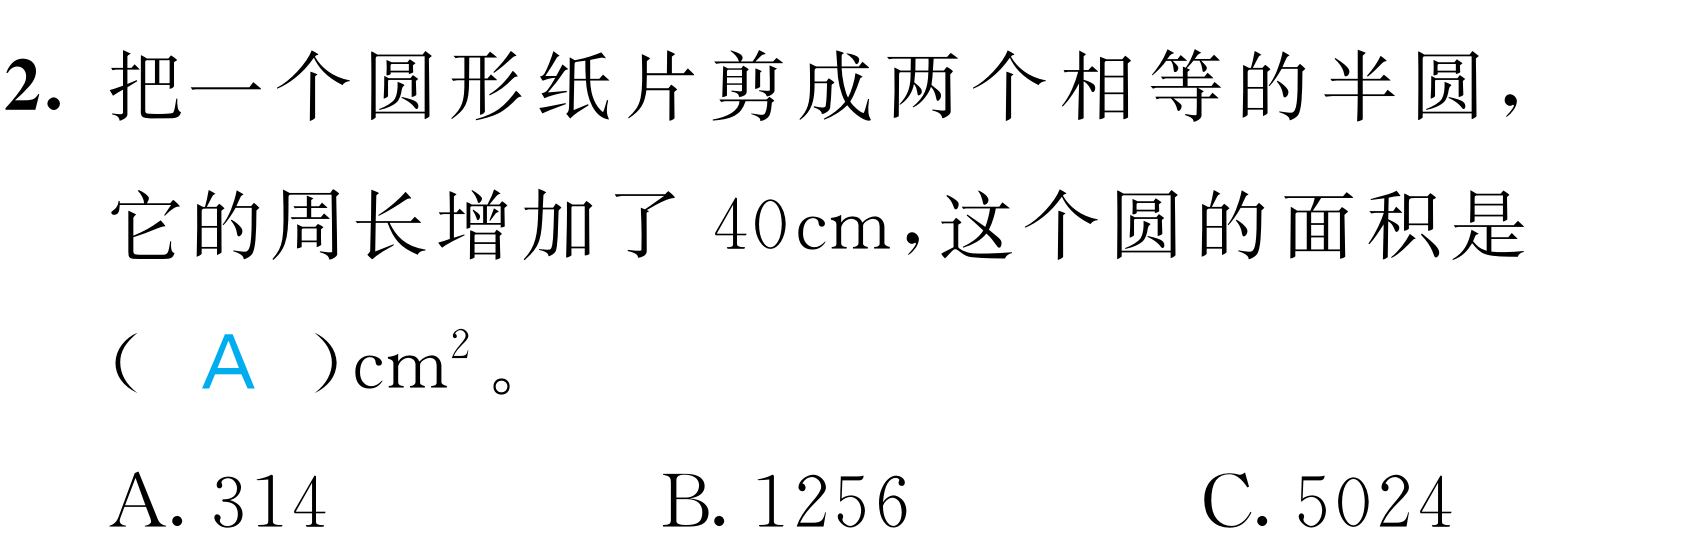 2. 把一个圆形纸片剪成两个相等的半圆,
它的周长增加了 40cm,这个圆的面积是
( A )cm²。
A. 314 B. 1256 C. 5024